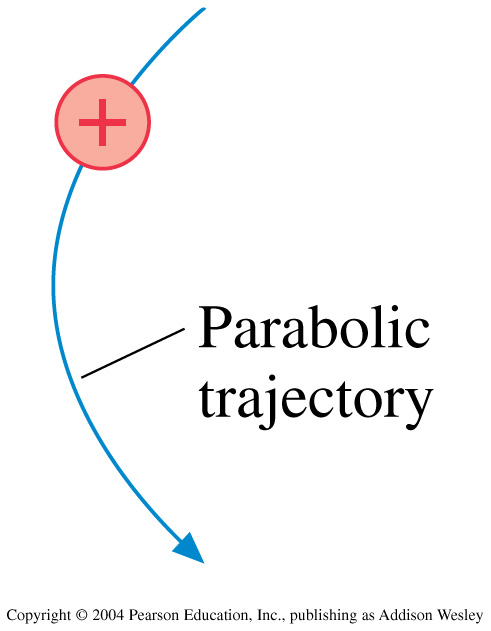 +
Parabolic
trajectory
Copyright © 2004 Pearson Education, Inc., publishing as Addison Wesley